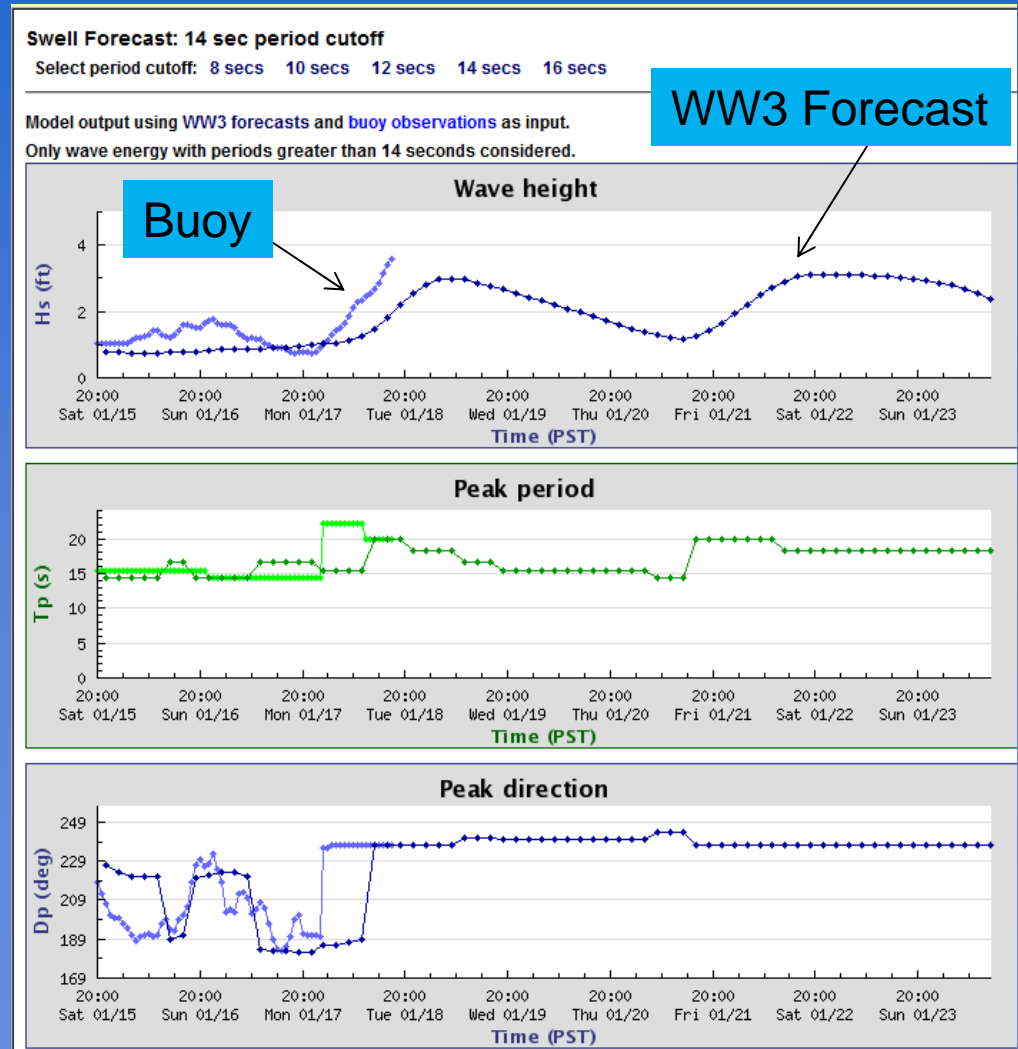 Swell Forecast: 14 sec period cutoff
Select period cutoff: 8 secs 10 secs 12 secs 14 secs 16 secs
WW3 Forecast
Model output using WW3 forecasts and buoy observations as input.
Only wave energy with periods greater than 14 seconds considered.
Wave height
Buoy
Hs (ft)
4
2
0
20:00 20:00 20:00 20:00 20:00 20:00 20:00 20:00 20:00
Sat 01/15 Sun 01/16 Mon 01/17 Tue 01/18 Wed 01/19 Thu 01/20 Fri 01/21 Sat 01/22 Sun 01/23
Time (PST)
Peak period
Tp (s)
20
15
10
5
0
20:00 20:00 20:00 20:00 20:00 20:00 20:00 20:00 20:00
Sat 01/15 Sun 01/16 Mon 01/17 Tue 01/18 Wed 01/19 Thu 01/20 Fri 01/21 Sat 01/22 Sun 01/23
Time (PST)
Peak direction
Dp (deg)
249
229
209
189
169
20:00 20:00 20:00 20:00 20:00 20:00 20:00 20:00 20:00
Sat 01/15 Sun 01/16 Mon 01/17 Tue 01/18 Wed 01/19 Thu 01/20 Fri 01/21 Sat 01/22 Sun 01/23
Time (PST)